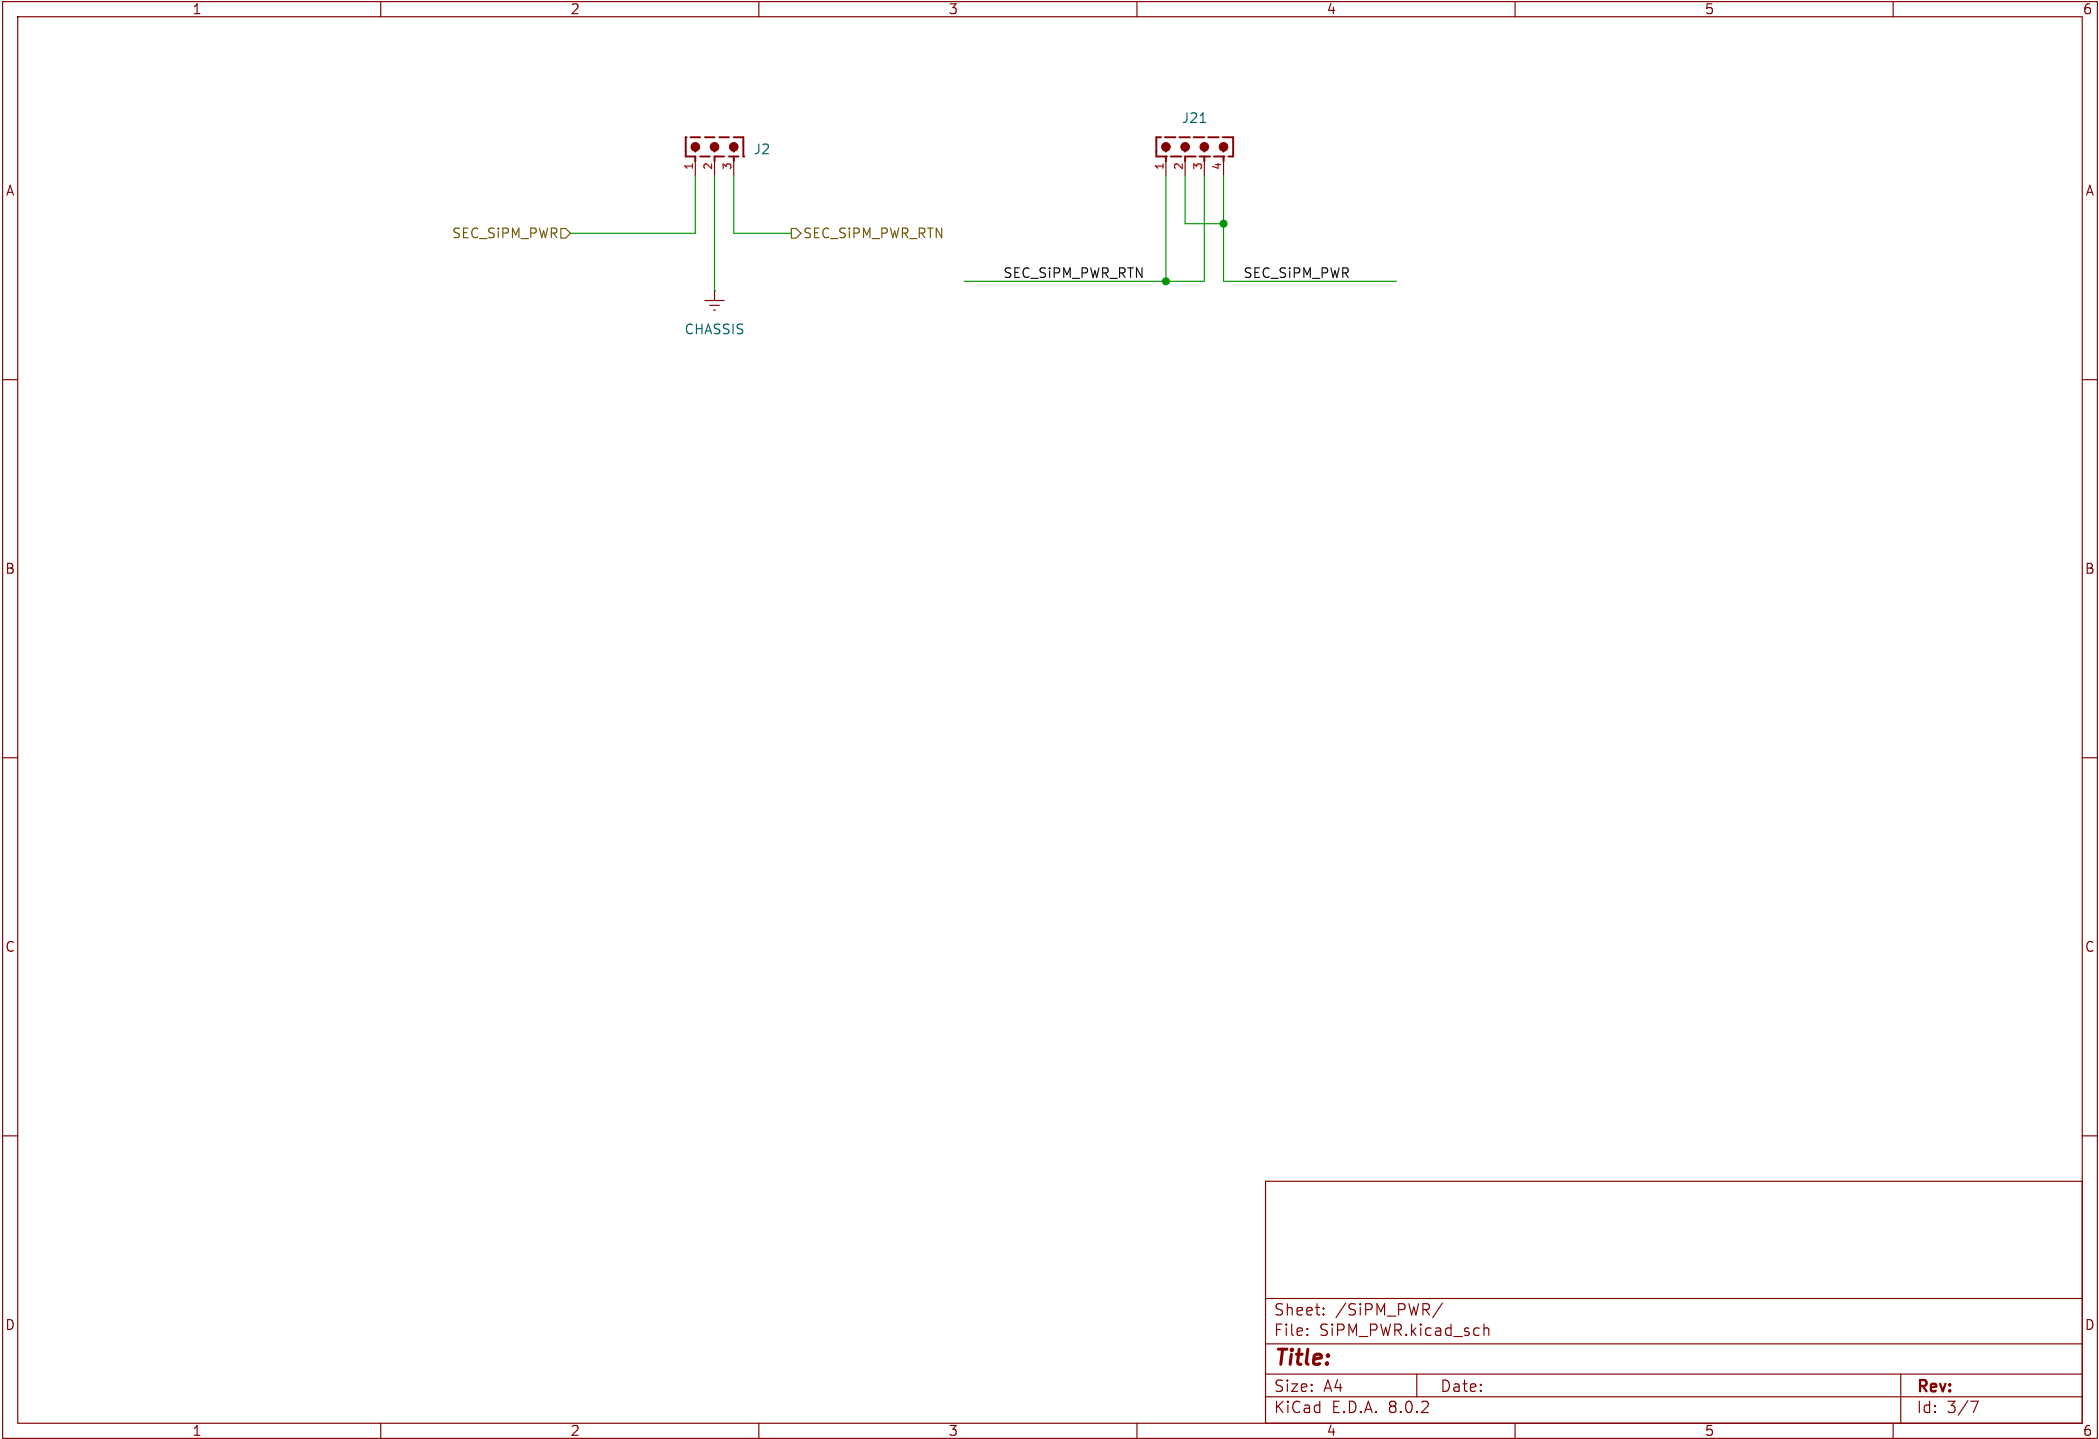 1 2 3 4 5 6
J21
J2
1 2 3
1 2 3 4
A A
SEC_SiPM_PWR
SEC_SiPM_PWR_RTN
SEC_SiPM_PWR_RTN
SEC_SiPM_PWR
CHASSIS
B B
C C
Sheet: /SiPM_PWR/
D D
File: SiPM_PWR.kicad_sch
Title:
Size: A4 Date: Rev:
KiCad E.D.A. 8.0.2 Id: 3/7
1 2 3 4 5 6